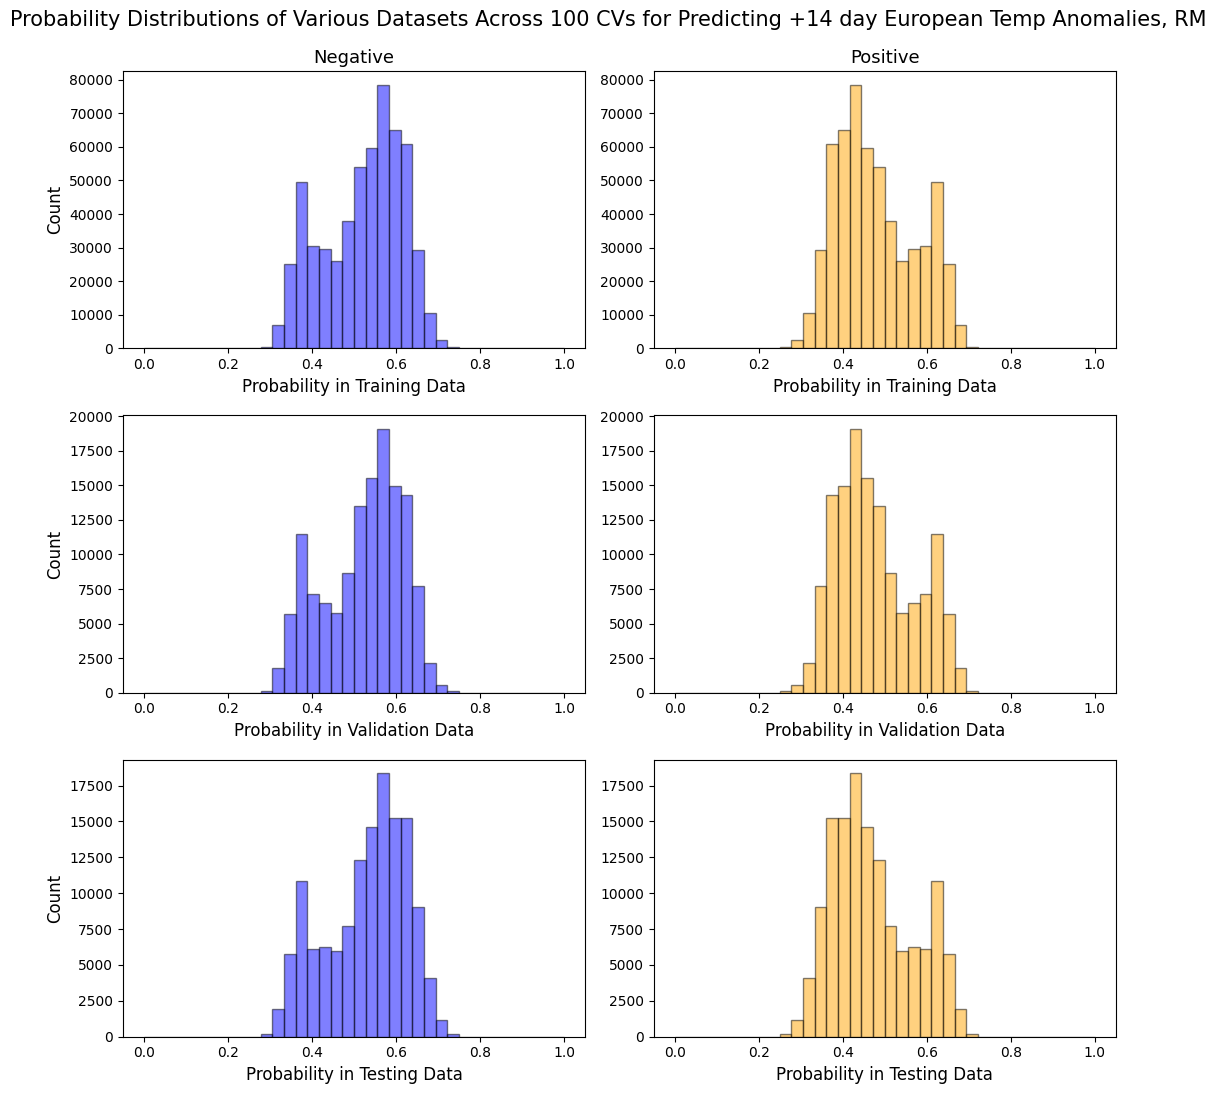 Probability Distributions of Various Datasets Across 100 CVs for Predicting +14 day European Temp Anomalies, RM
Negative
Positive
80000
70000
60000
50000
40000
30000
20000
10000
0
Count
0.0 0.2 0.4 0.6 0.8 1.0
Probability in Training Data
80000
70000
60000
50000
40000
30000
20000
10000
0
0.0 0.2 0.4 0.6 0.8 1.0
Probability in Training Data
20000
17500
15000
12500
10000
7500
5000
2500
0
Count
0.0 0.2 0.4 0.6 0.8 1.0
Probability in Validation Data
20000
17500
15000
12500
10000
7500
5000
2500
0
0.0 0.2 0.4 0.6 0.8 1.0
Probability in Validation Data
17500
15000
12500
10000
7500
5000
2500
0
Count
0.0 0.2 0.4 0.6 0.8 1.0
Probability in Testing Data
17500
15000
12500
10000
7500
5000
2500
0
0.0 0.2 0.4 0.6 0.8 1.0
Probability in Testing Data